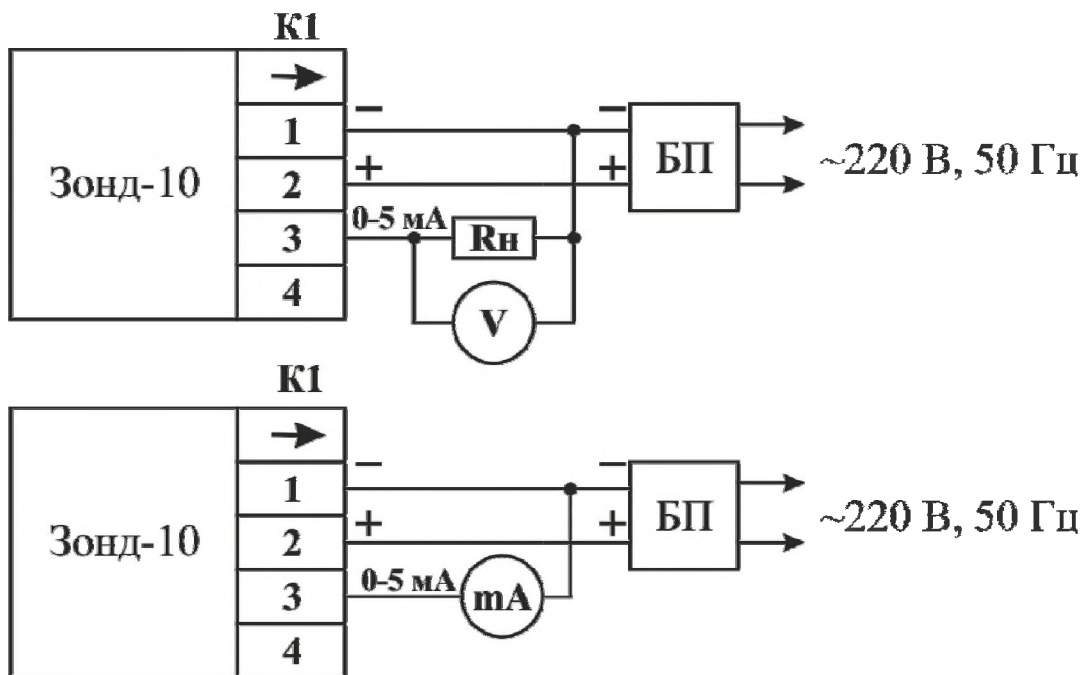 К1
1
2
3
4
Зонд-10
–
+
0-5 мА
Rн
V
–
+
БП
~220 В, 50 Гц
К1
1
2
3
4
Зонд-10
–
+
0-5 мА
mA
–
+
БП
~220 В, 50 Гц